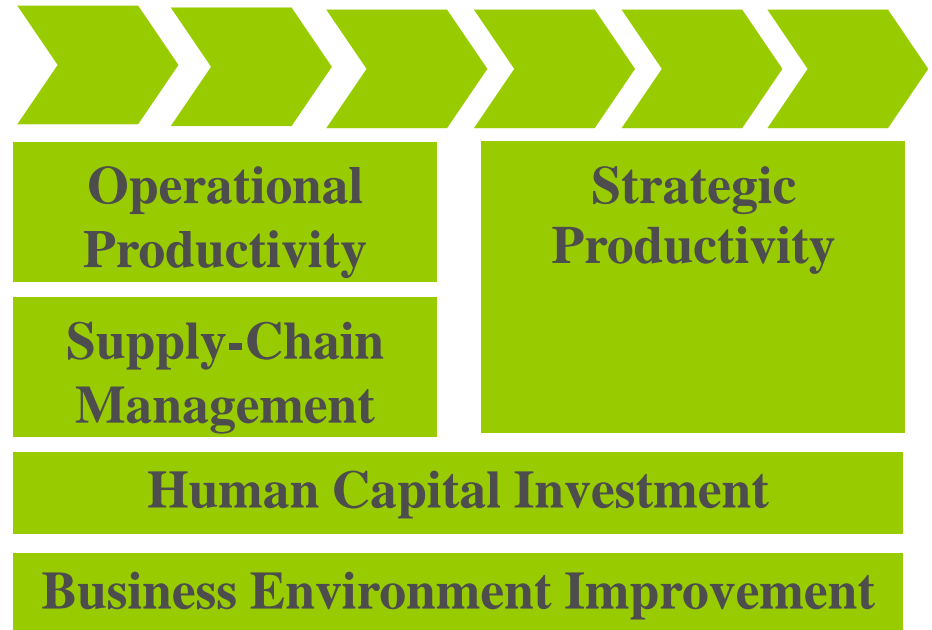 Operational
Productivity
Strategic
Productivity
Supply-Chain
Management
Human Capital Investment
Business Environment Improvement